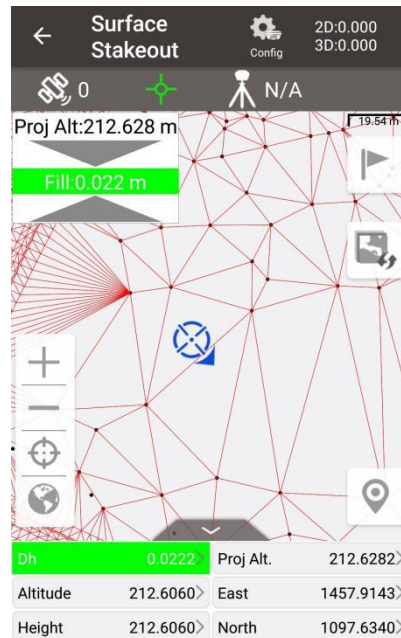 Surface
Stakeout
Config
2D:0.000
3D:0.000
0
N/A
Proj Alt:212.628 m
19.54 m
Fill:0.022 m
Dh 0.0222
Proj Alt. 212.6282
Altitude 212.6060
East 1457.9143
Height 212.6060
North 1097.6340